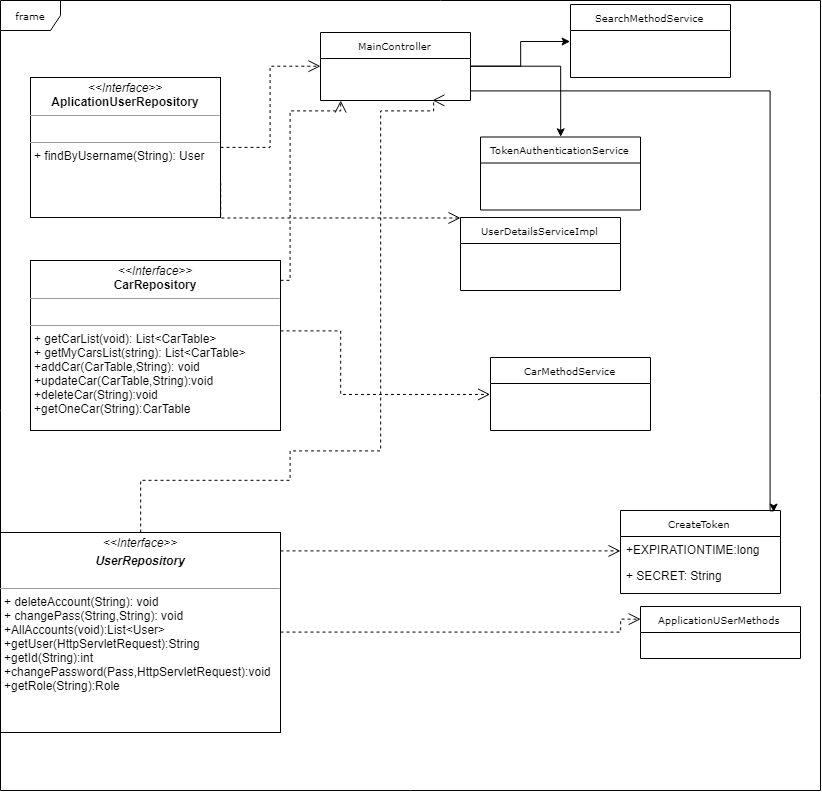 frame
SearchMethodService
MainController
<<Interface>>
AplicationUserRepository
+ findByUsername(String): User
TokenAuthenticationService
UserDetailsServiceImpl
<<Interface>>
CarRepository
+ getCarList(void): List<CarTable>
+ getMyCarsList(string): List<CarTable>
+addCar(CarTable,String): void
+updateCar(CarTable,String):void
+deleteCar(String):void
+getOneCar(String):CarTable
CarMethodService
CreateToken
+EXPIRATIONTIME:long
+ SECRET: String
<<Interface>>
UserRepository
+ deleteAccount(String): void
+ changePass(String,String): void
+AllAccounts(void):List<User>
+getUser(HttpServletRequest):String
+getId(String):int
+changePassword(Pass,HttpServletRequest):void
+getRole(String):Role
ApplicationUSerMethods